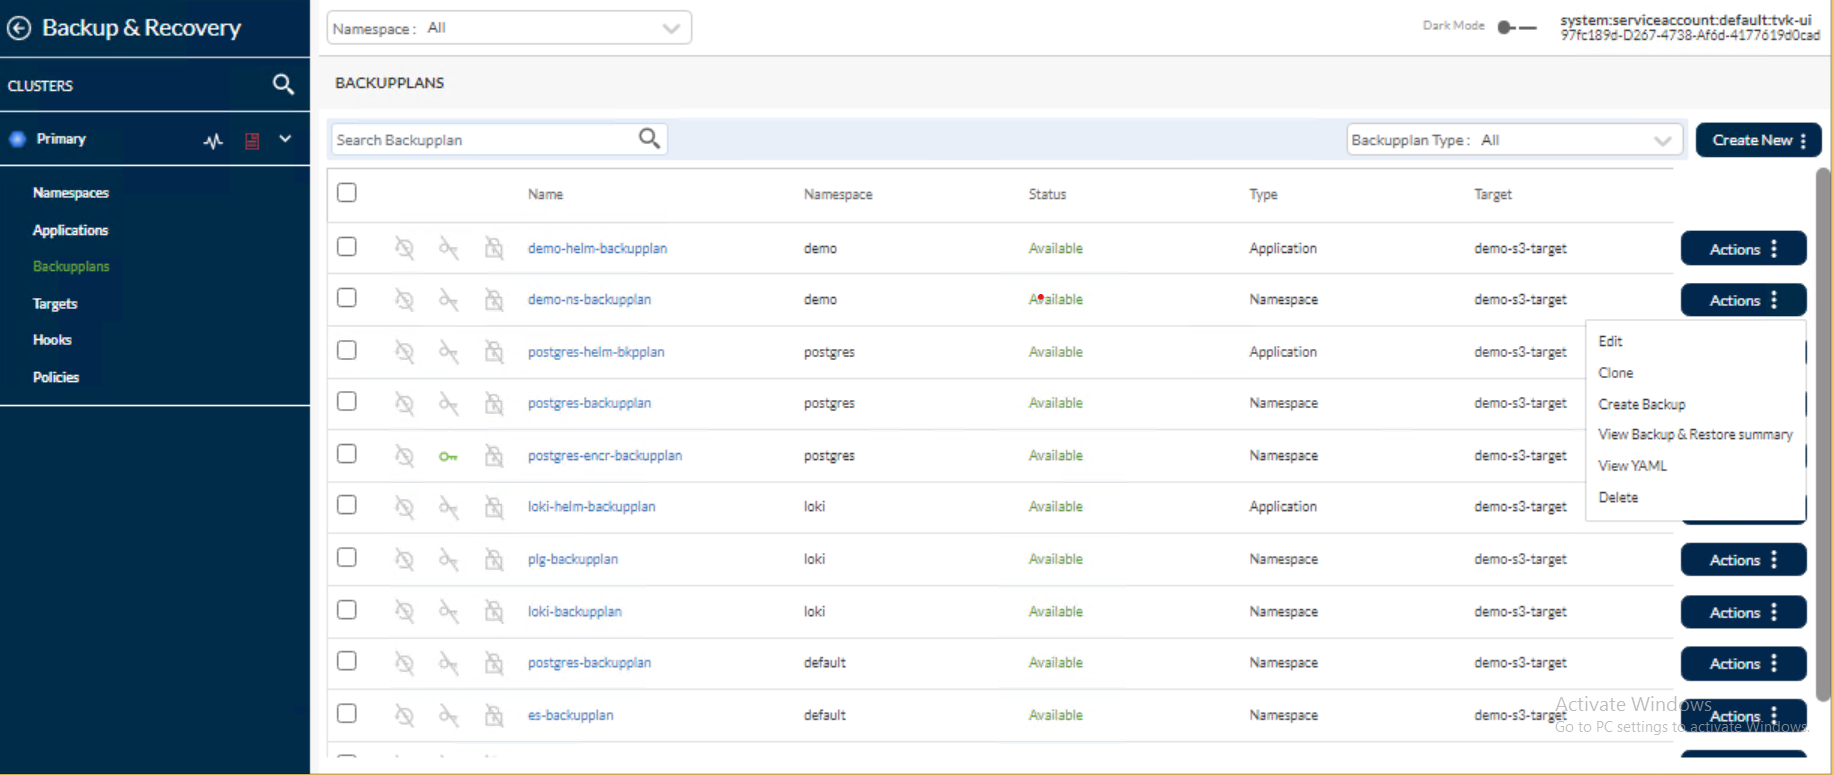 Backup & Recovery
Namespace : All
Dark Mode
system:serviceaccount:default:tvk-ui
97fc189d-D267-4738-Af6d-4177619d0cad
CLUSTERS
BACKUPPLANS
Primary
Search Backupplan
Backupplan Type : All
Create New
Namespaces
Applications
Backupplans
Targets
Hooks
Policies
Name Namespace Status Type Target
demo-helm-backupplan demo Available Application demo-s3-target Actions
demo-ns-backupplan demo Available Namespace demo-s3-target Actions
postgres-helm-bkpplan postgres Available Application demo-s3-target
postgres-backupplan postgres Available Namespace demo-s3-target
postgres-encr-backupplan postgres Available Namespace demo-s3-target
loki-helm-backupplan loki Available Application demo-s3-target
plg-backupplan loki Available Namespace demo-s3-target Actions
loki-backupplan loki Available Namespace demo-s3-target Actions
postgres-backupplan default Available Namespace demo-s3-target Actions
es-backupplan default Available Namespace demo-s3-target Actions
Edit
Clone
Create Backup
View Backup & Restore summary
View YAML
Delete
Activate Windows
Go to PC settings to activate Windows.